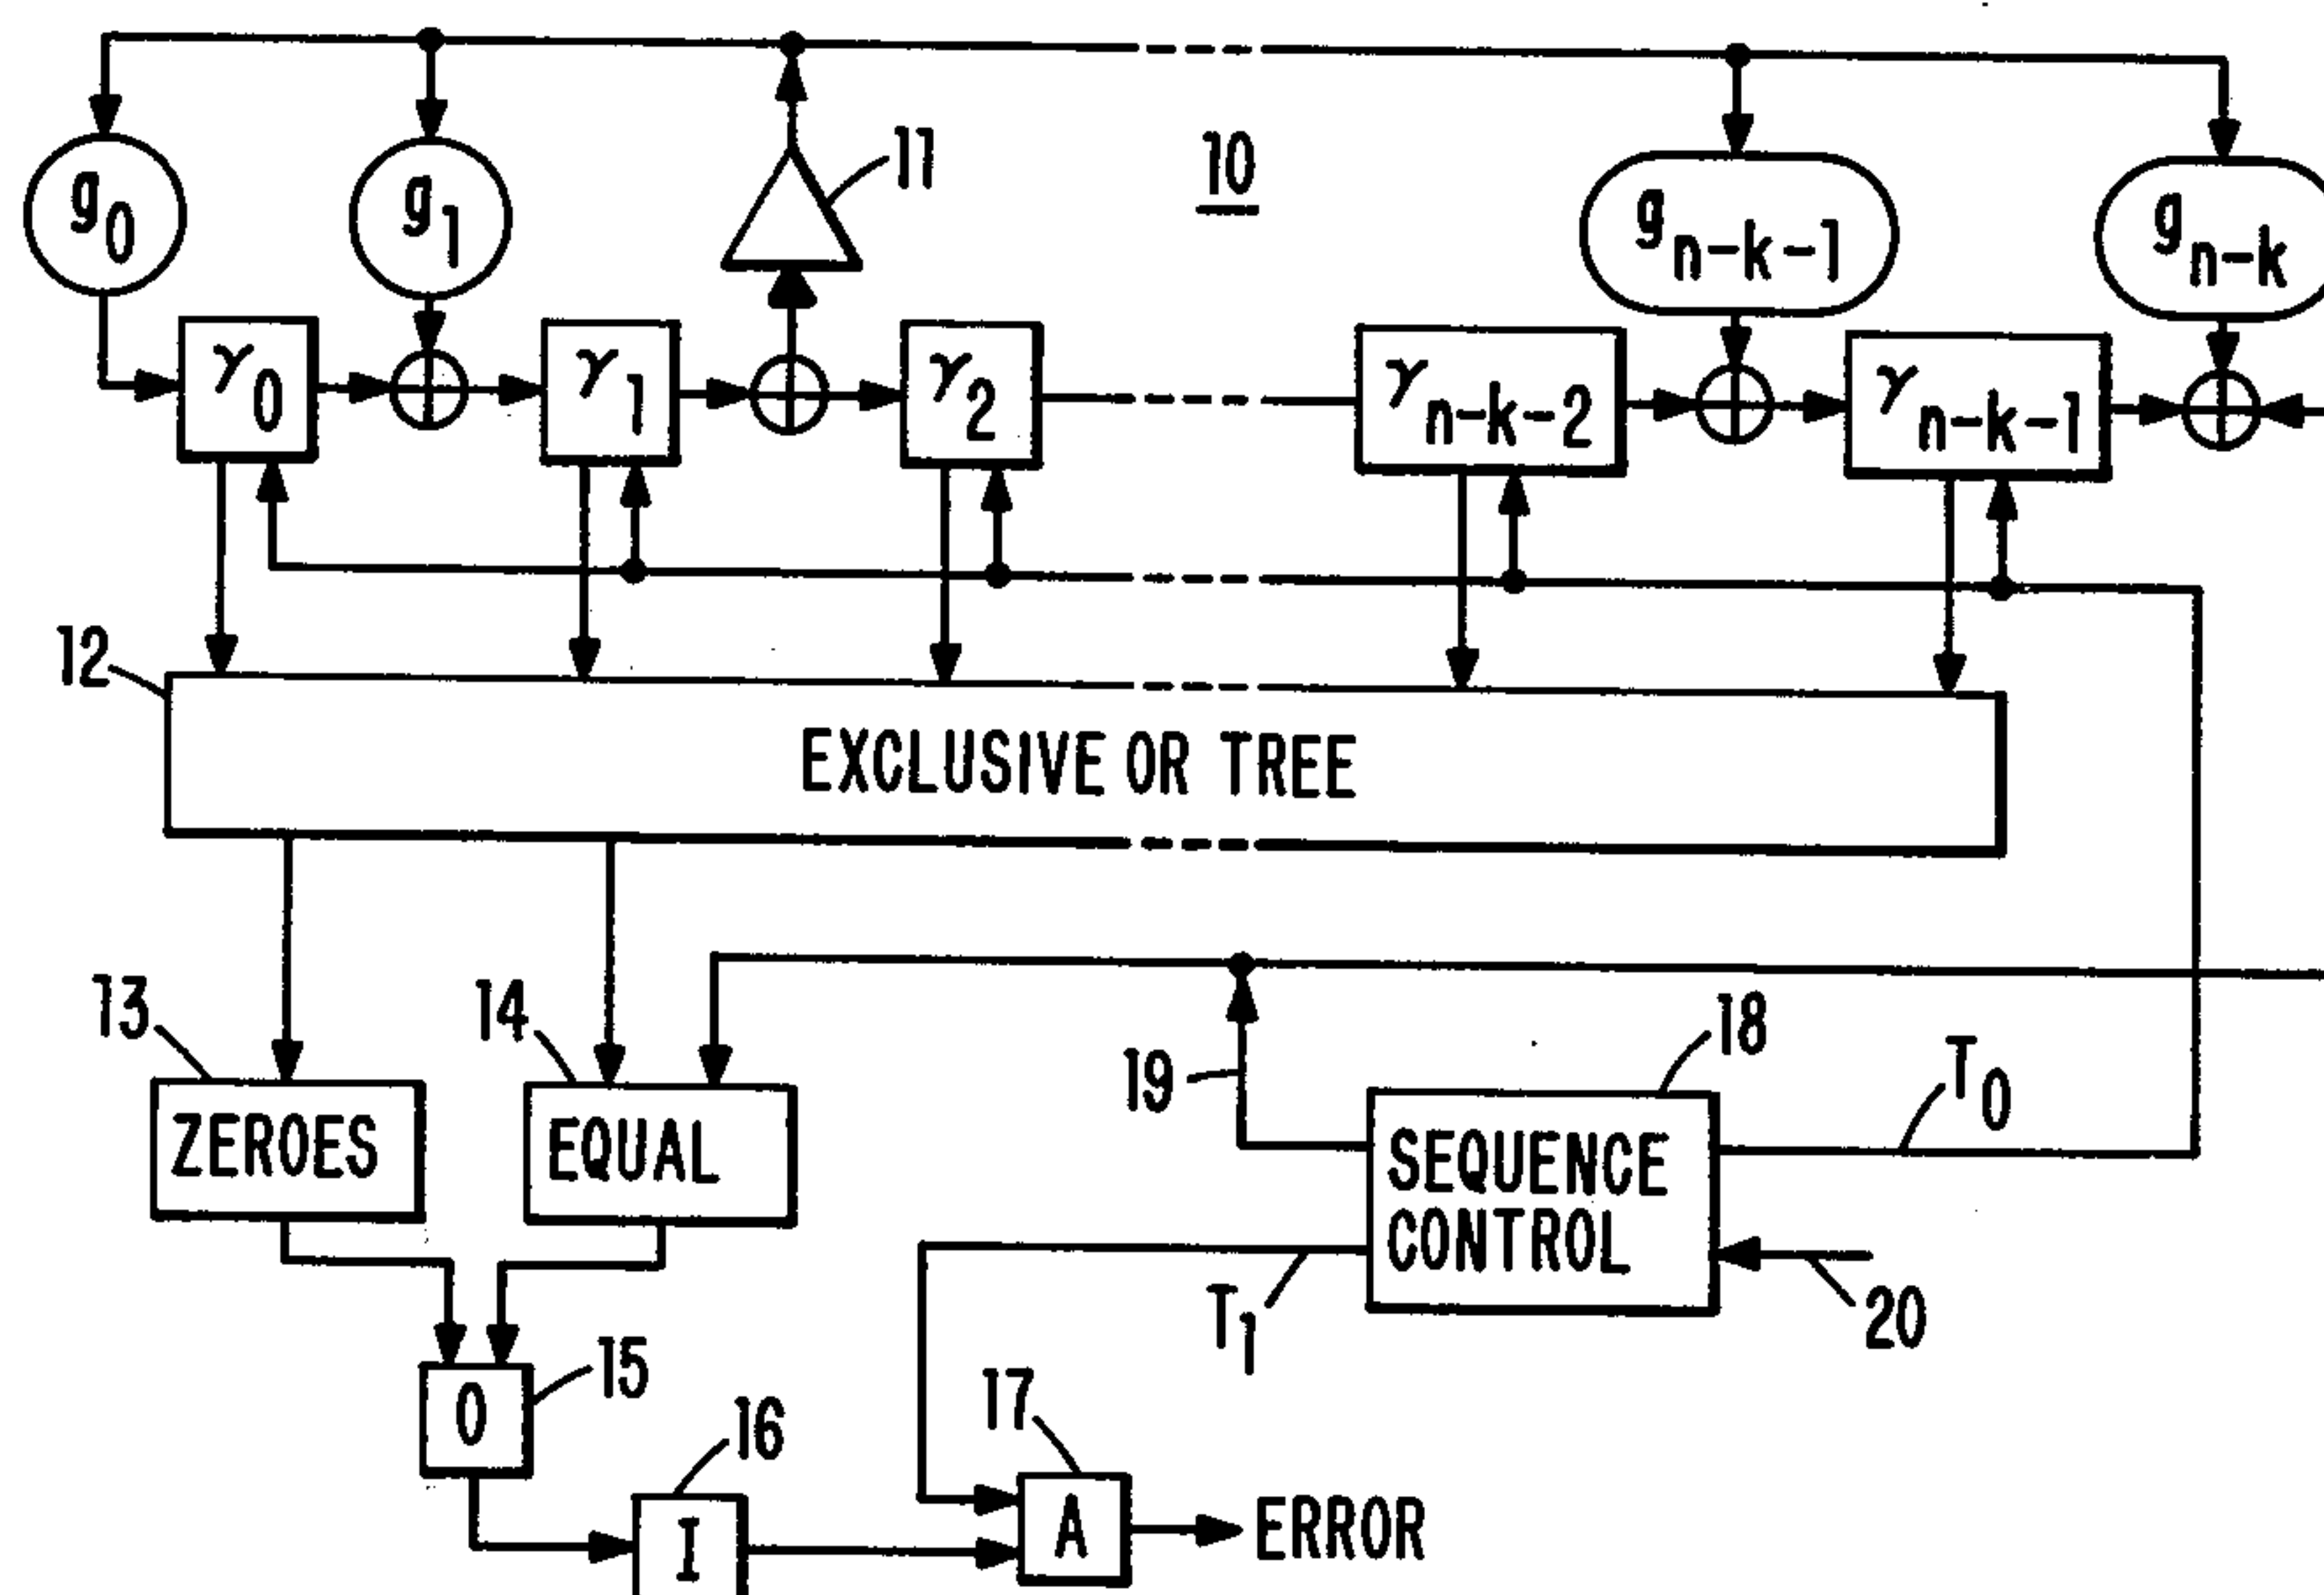 11
10
g0
g1
gn-k-1
gn-k
γ0
γ1
γ2
γn-k-2
γn-k-1
12
EXCLUSIVE OR TREE
13
14
19
18
T0
ZEROES
EQUAL
SEQUENCE
CONTROL
T1
20
15
O
16
17
I
A
ERROR